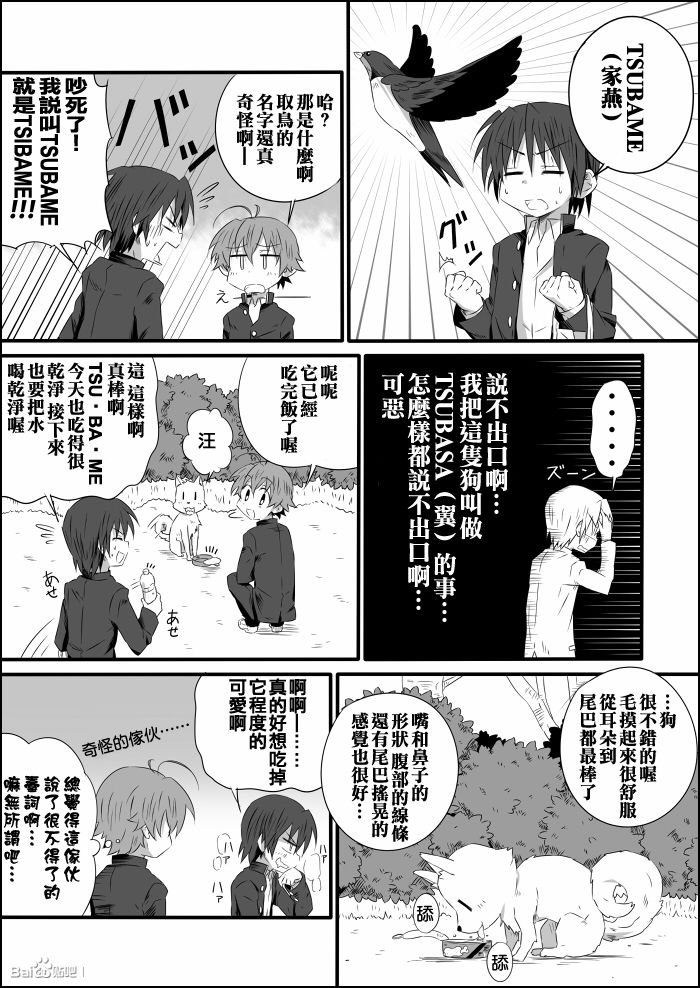 TSUBAME
（家燕）
グッ
哈？
那是什麼啊
取鳥的
名字還真
奇怪啊—
え
吵死了！
我說叫TSUBAME
就是TSIBAME!!!
・・・・・
ズーン
說不出口啊…
我把這隻狗叫做
TSUBASA（翼）的事…
怎麼樣都說不出口啊…
可惡
呢呢
它已經
吃完飯了喔
汪
這 這樣啊
真棒啊
TSU・BA・ME
今天也吃得很
乾淨 接下來
也要把水
喝乾淨喔
あせ
あせ
…狗
很不錯的喔
毛摸起來很舒服
從耳朵到
尾巴都最棒了
嘴和鼻子的
形狀 腹部的線條
還有尾巴搖晃的
感覺也很好…
舔
舔
啊啊—……
真的好想吃掉
它程度的
可愛啊
ハァ
ハァ
奇怪的傢伙……
總覺得這傢伙
說了很不得了的
臺詞啊…
嘛無所謂吧…
Bai du 贴吧